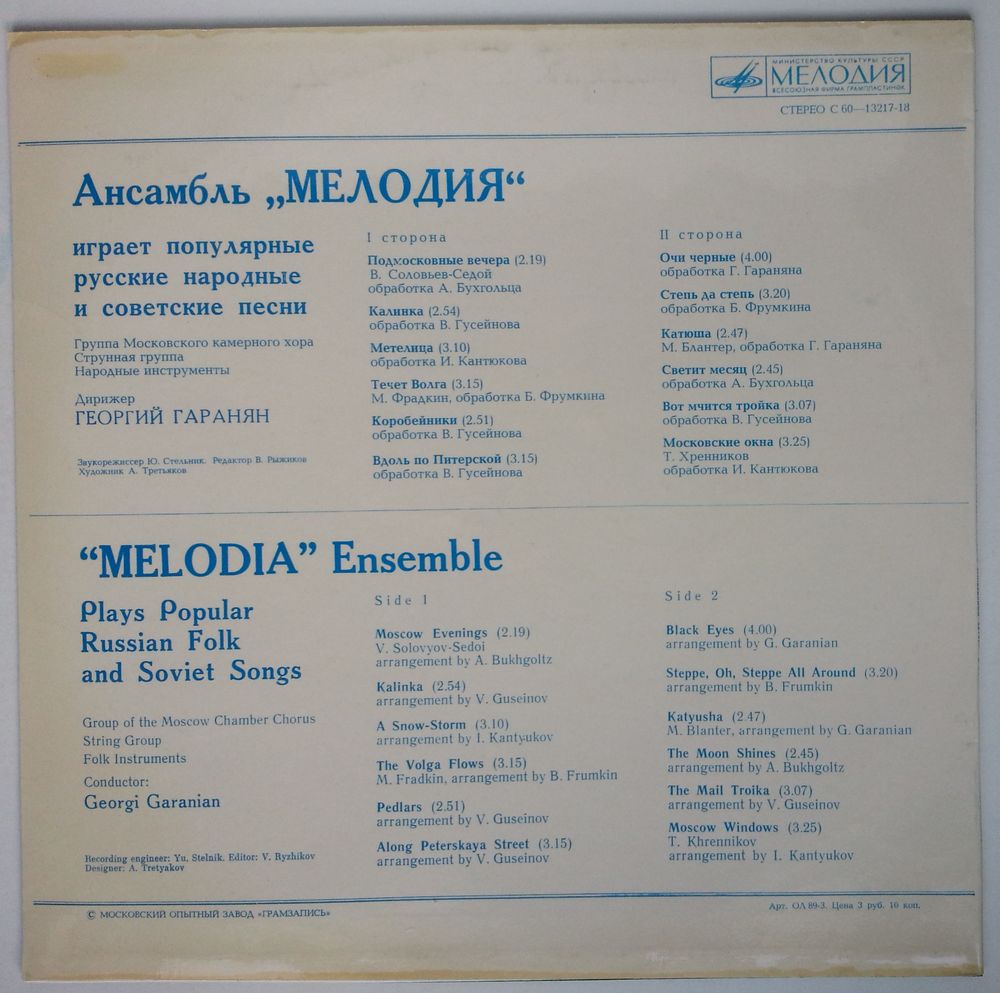 МИНИСТЕРСТВО КУЛЬТУРЫ СССР
МЕЛОДИЯ
ВСЕСОЮЗНАЯ ФИРМА ГРАМПЛАСТИНОК
СТЕРЕО С 60—13217-18
Ансамбль „МЕЛОДИЯ“
играет популярные
русские народные
и советские песни
Группа Московского камерного хора
Струнная группа
Народные инструменты
Дирижер
ГЕОРГИЙ ГАРАНЯН
Звукорежиссер Ю. Стельник. Редактор В. Рыжиков
Художник А. Третьяков
I сторона
Подмосковные вечера (2.19)
В. Соловьев-Седой
обработка А. Бухгольца
Калинка (2.54)
обработка В. Гусейнова
Метелица (3.10)
обработка И. Кантюкова
Течет Волга (3.15)
М. Фрадкин, обработка Б. Фрумкина
Коробейники (2.51)
обработка В. Гусейнова
Вдоль по Питерской (3.15)
обработка В. Гусейнова
II сторона
Очи черные (4.00)
обработка Г. Гараняна
Степь да степь (3.20)
обработка Б. Фрумкина
Катюша (2.47)
М. Блантер, обработка Г. Гараняна
Светит месяц (2.45)
обработка А. Бухгольца
Вот мчится тройка (3.07)
обработка В. Гусейнова
Московские окна (3.25)
Т. Хренников
обработка И. Кантюкова
“MELODIA” Ensemble
Plays Popular
Russian Folk
and Soviet Songs
Group of the Moscow Chamber Chorus
String Group
Folk Instruments
Conductor:
Georgi Garanian
Recording engineer: Yu. Stelnik. Editor: V. Ryzhikov
Designer: A. Tretyakov
Side 1
Moscow Evenings (2.19)
V. Solovyov-Sedoi
arrangement by A. Bukhgoltz
Kalinka (2.54)
arrangement by V. Guseinov
A Snow-Storm (3.10)
arrangement by I. Kantyukov
The Volga Flows (3.15)
M. Fradkin, arrangement by B. Frumkin
Pedlars (2.51)
arrangement by V. Guseinov
Along Peterskaya Street (3.15)
arrangement by V. Guseinov
Side 2
Black Eyes (4.00)
arrangement by G. Garanian
Steppe, Oh, Steppe All Around (3.20)
arrangement by B. Frumkin
Katyusha (2.47)
M. Blanter, arrangement by G. Garanian
The Moon Shines (2.45)
arrangement by A. Bukhgoltz
The Mail Troika (3.07)
arrangement by V. Guseinov
Moscow Windows (3.25)
T. Khrennikov
arrangement by I. Kantyukov
© МОСКОВСКИЙ ОПЫТНЫЙ ЗАВОД «ГРАМЗАПИСЬ»
Арт. ОЛ 89-3. Цена 3 руб. 10 коп.